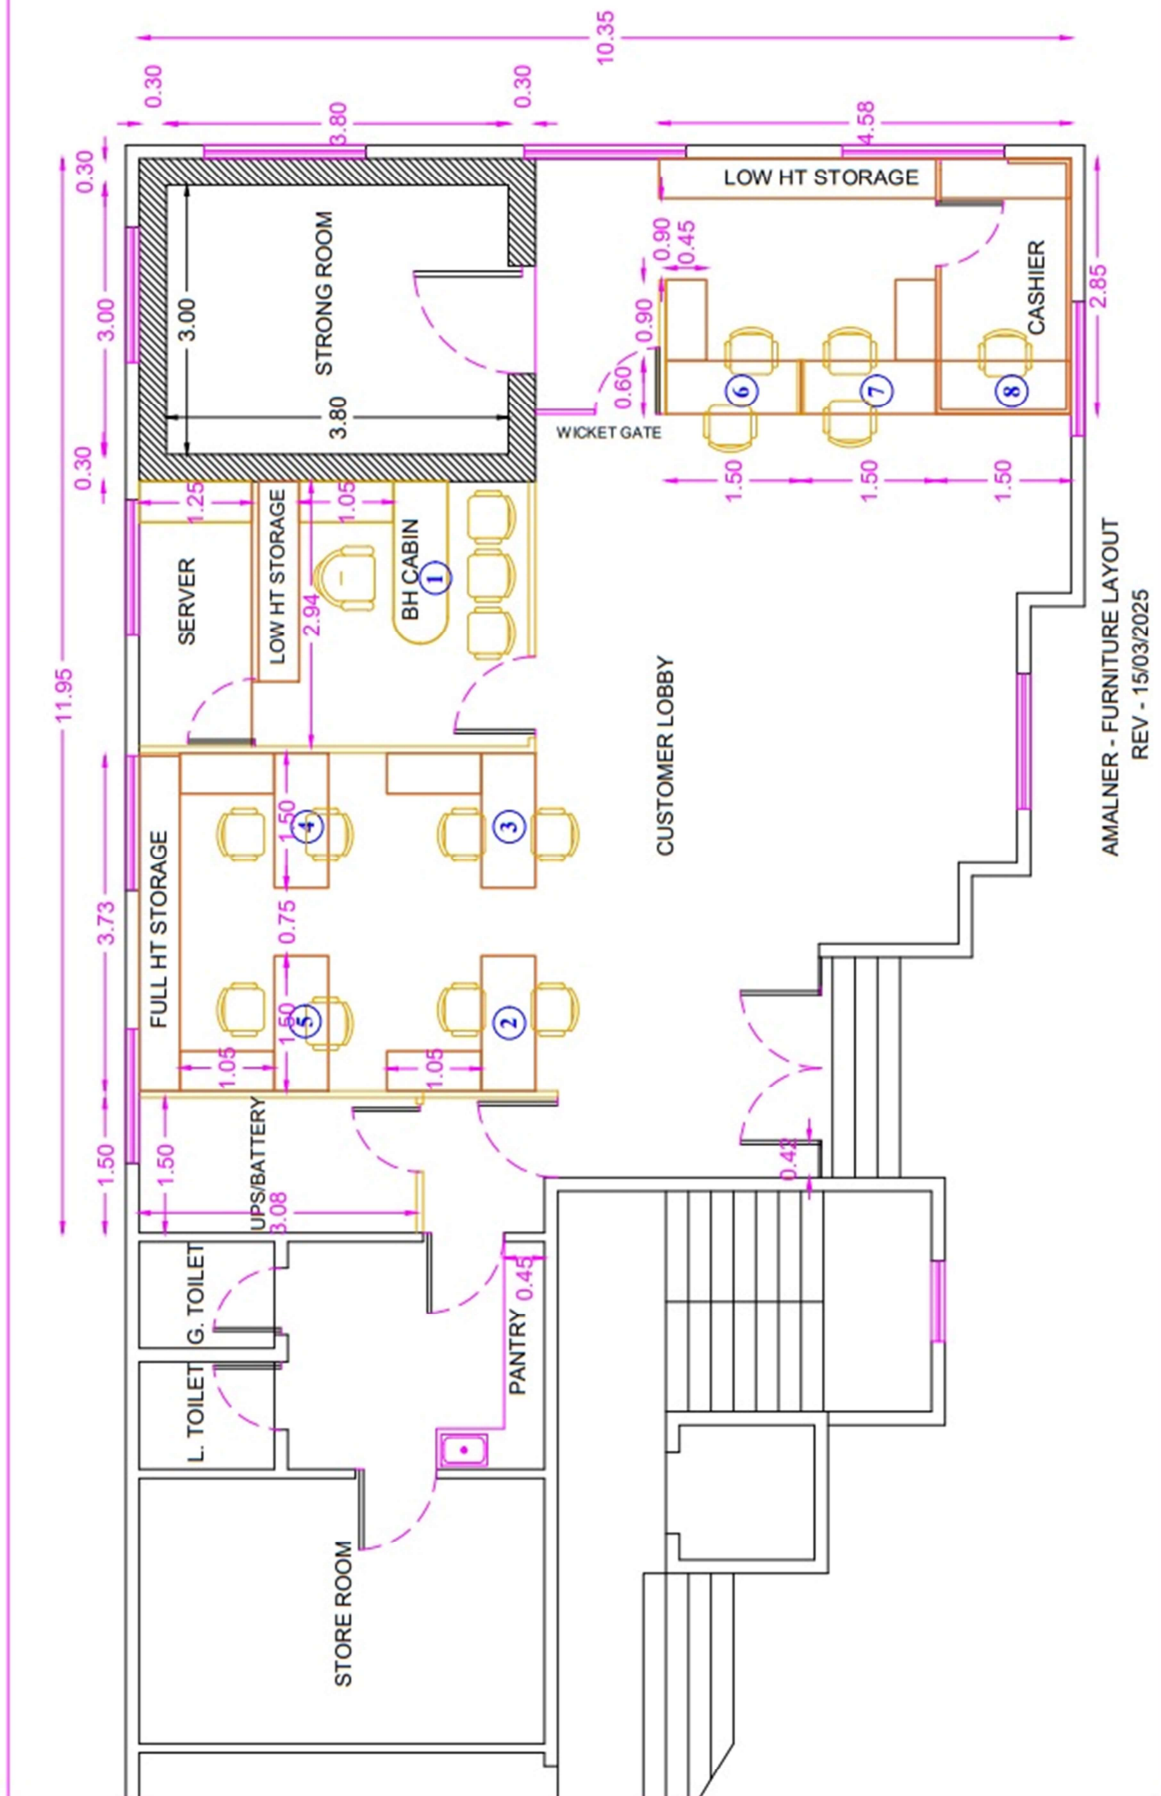 10.35
0.30
3.80
0.30
4.58
0.30
LOW HT STORAGE
11.95
3.00
3.00
STRONG ROOM
3.80
0.90
0.45
0.90
0.60
CASHIER
2.85
6
7
8
WICKET GATE
0.30
1.25
1.05
1.50
1.50
1.50
SERVER
LOW HT STORAGE
2.94
BH CABIN
1
CUSTOMER LOBBY
AMALNER - FURNITURE LAYOUT
REV - 15/03/2025
3.73
FULL HT STORAGE
1.50
4
3
0.75
1.50
5
2
1.05
1.05
1.50
1.50
UPS/BATTERY
3.08
0.42
G. TOILET
0.45
PANTRY
L. TOILET
STORE ROOM